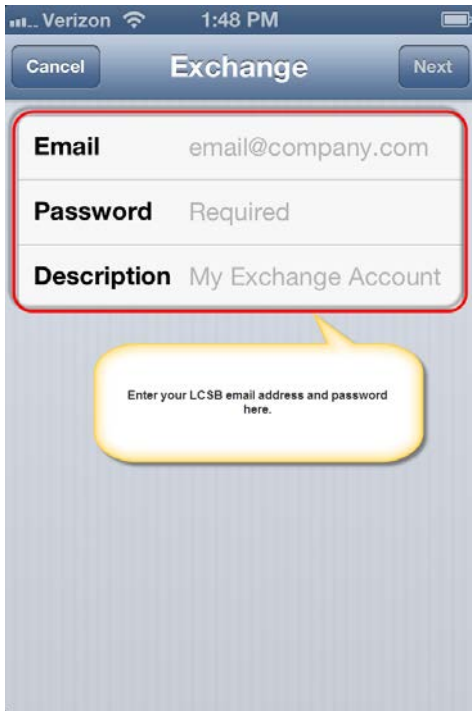 Verizon 1:48 PM
Cancel Exchange Next
Email email@company.com
Password Required
Description My Exchange Account
Enter your LCSB email address and password
here.